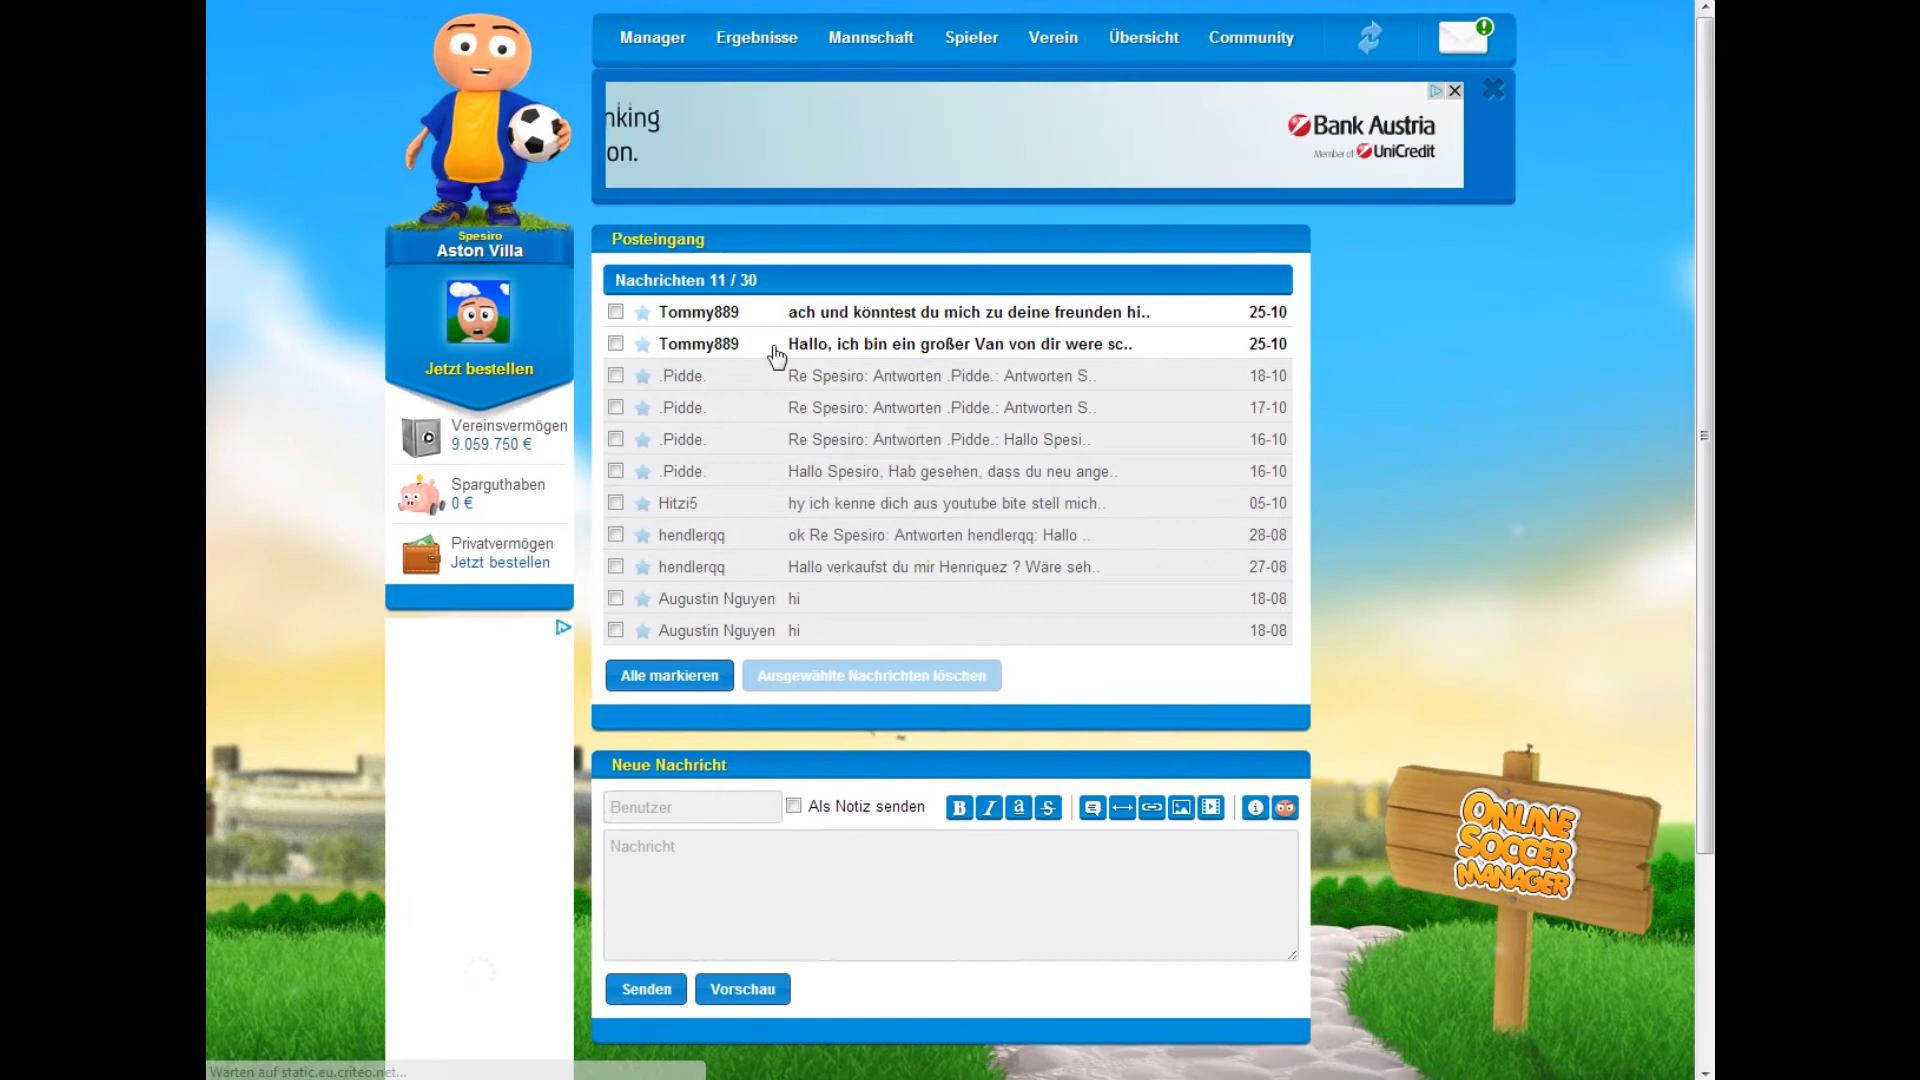 Manager Ergebnisse Mannschaft Spieler Verein Übersicht Community
nking
on.
Bank Austria
Member of UniCredit
Spesiro
Aston Villa
Jetzt bestellen
Vereinsvermögen
9.059.750 €
Sparguthaben
0 €
Privatvermögen
Jetzt bestellen
Posteingang
Nachrichten 11 / 30
Tommy889 ach und könntest du mich zu deine freunden hi.. 25-10
Tommy889 Hallo, ich bin ein großer Van von dir were sc.. 25-10
.Pidde. Re Spesiro: Antworten .Pidde.: Antworten S.. 18-10
.Pidde. Re Spesiro: Antworten .Pidde.: Antworten S.. 17-10
.Pidde. Re Spesiro: Antworten .Pidde.: Hallo Spesi.. 16-10
.Pidde. Hallo Spesiro, Hab gesehen, dass du neu ange.. 16-10
Hitzi5 hy ich kenne dich aus youtube bite stell mich.. 05-10
hendlerqq ok Re Spesiro: Antworten hendlerqq: Hallo .. 28-08
hendlerqq Hallo verkaufst du mir Henriquez ? Wäre seh.. 27-08
Augustin Nguyen hi 18-08
Augustin Nguyen hi 18-08
Alle markieren Ausgewählte Nachrichten löschen
Neue Nachricht
Benutzer Als Notiz senden B I a S
Nachricht
Senden Vorschau
ONLINE
SOCCER
MANAGER
Warten auf static.eu.criteo.net...